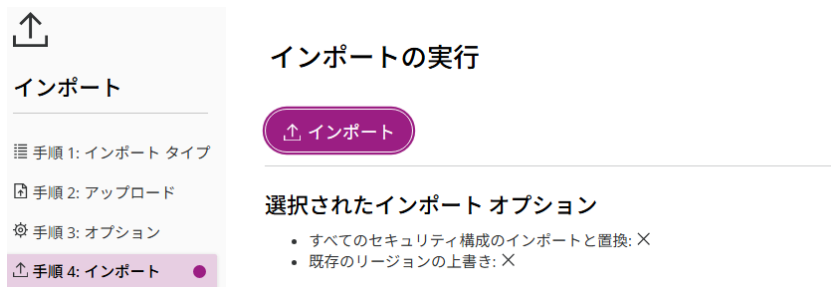 インポート
手順 1: インポート タイプ
手順 2: アップロード
手順 3: オプション
手順 4: インポート
インポートの実行
インポート
選択されたインポート オプション
すべてのセキュリティ構成のインポートと置換:
既存のリージョンの上書き: